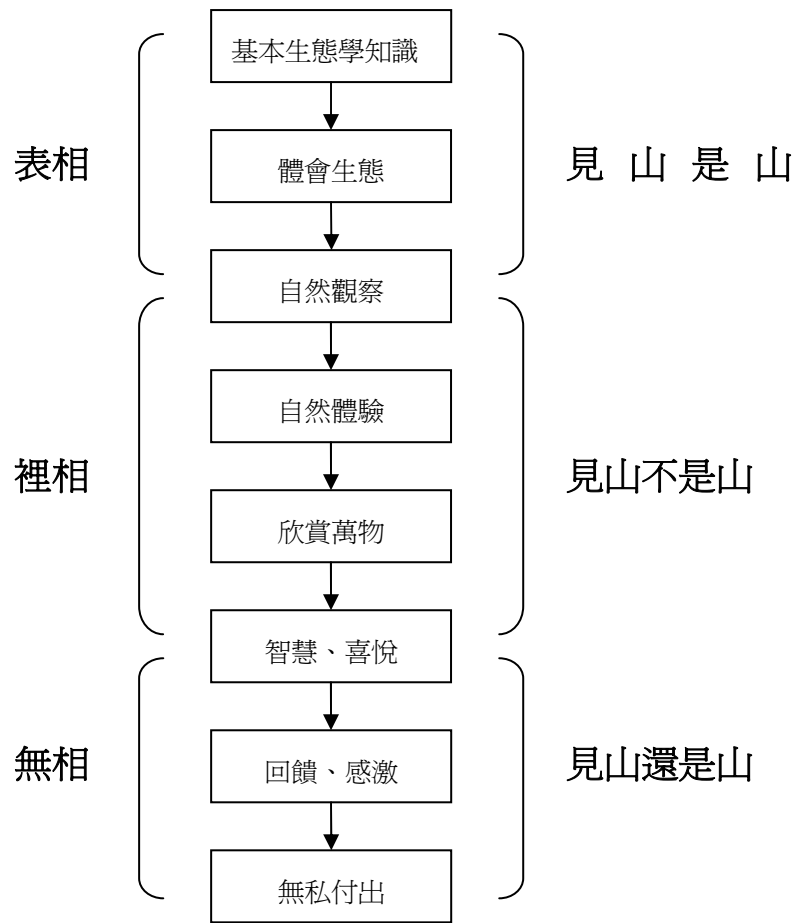 基本生態學知識
表相
體會生態
見 山 是 山
自然觀察
自然體驗
裡相
見山不是山
欣賞萬物
智慧、喜悅
無相
回饋、感激
見山還是山
無私付出